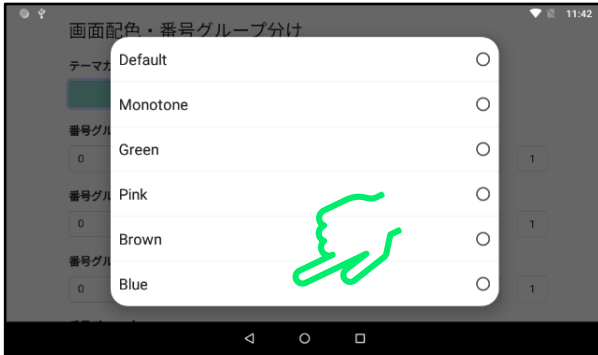 11:42
画面配色・番号グループ分け
テーマカ
Default
Monotone
Green
Pink
Brown
Blue
番号グル
0
1
番号グル
0
1
番号グル
0
1